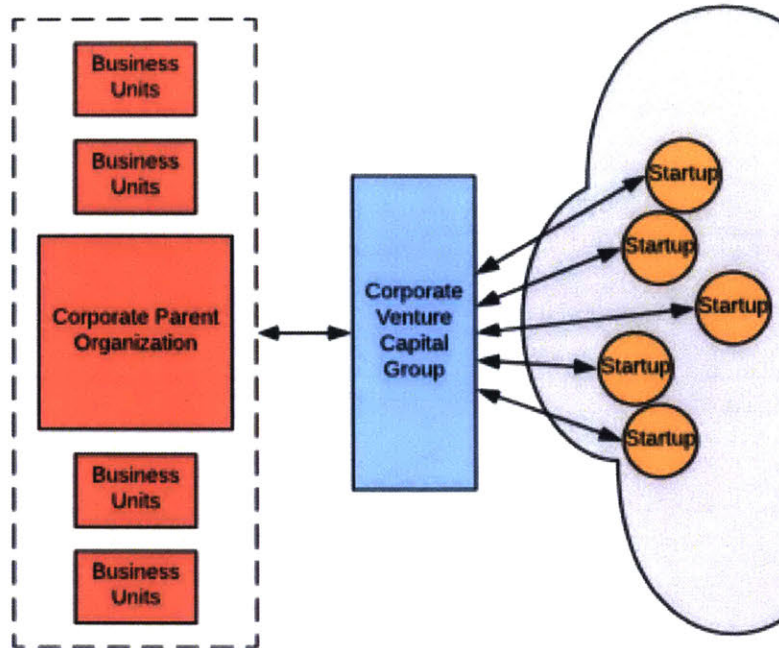 Business
Units
Business
Units
Corporate Parent
Organization
Business
Units
Business
Units
Corporate
Venture
Capital
Group
Startup
Startup
Startup
Startup
Startup